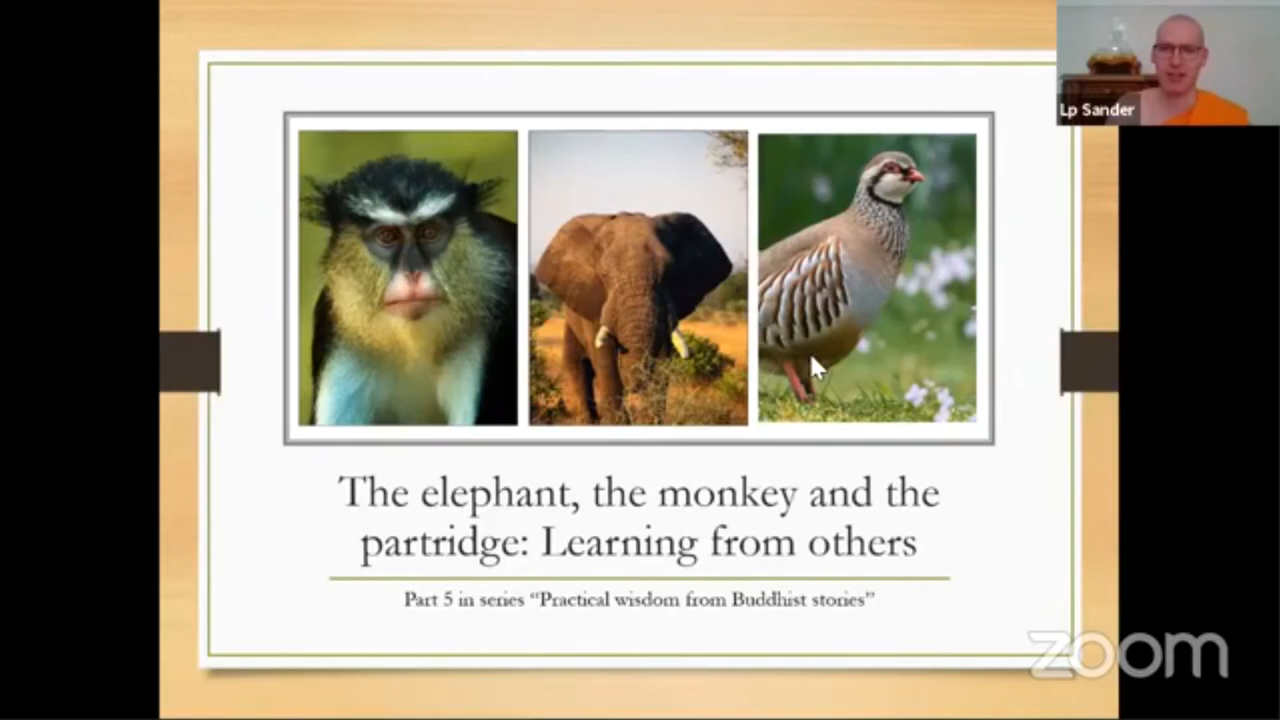 Lp Sander
The elephant, the monkey and the
partridge: Learning from others
Part 5 in series “Practical wisdom from Buddhist stories”
zoom